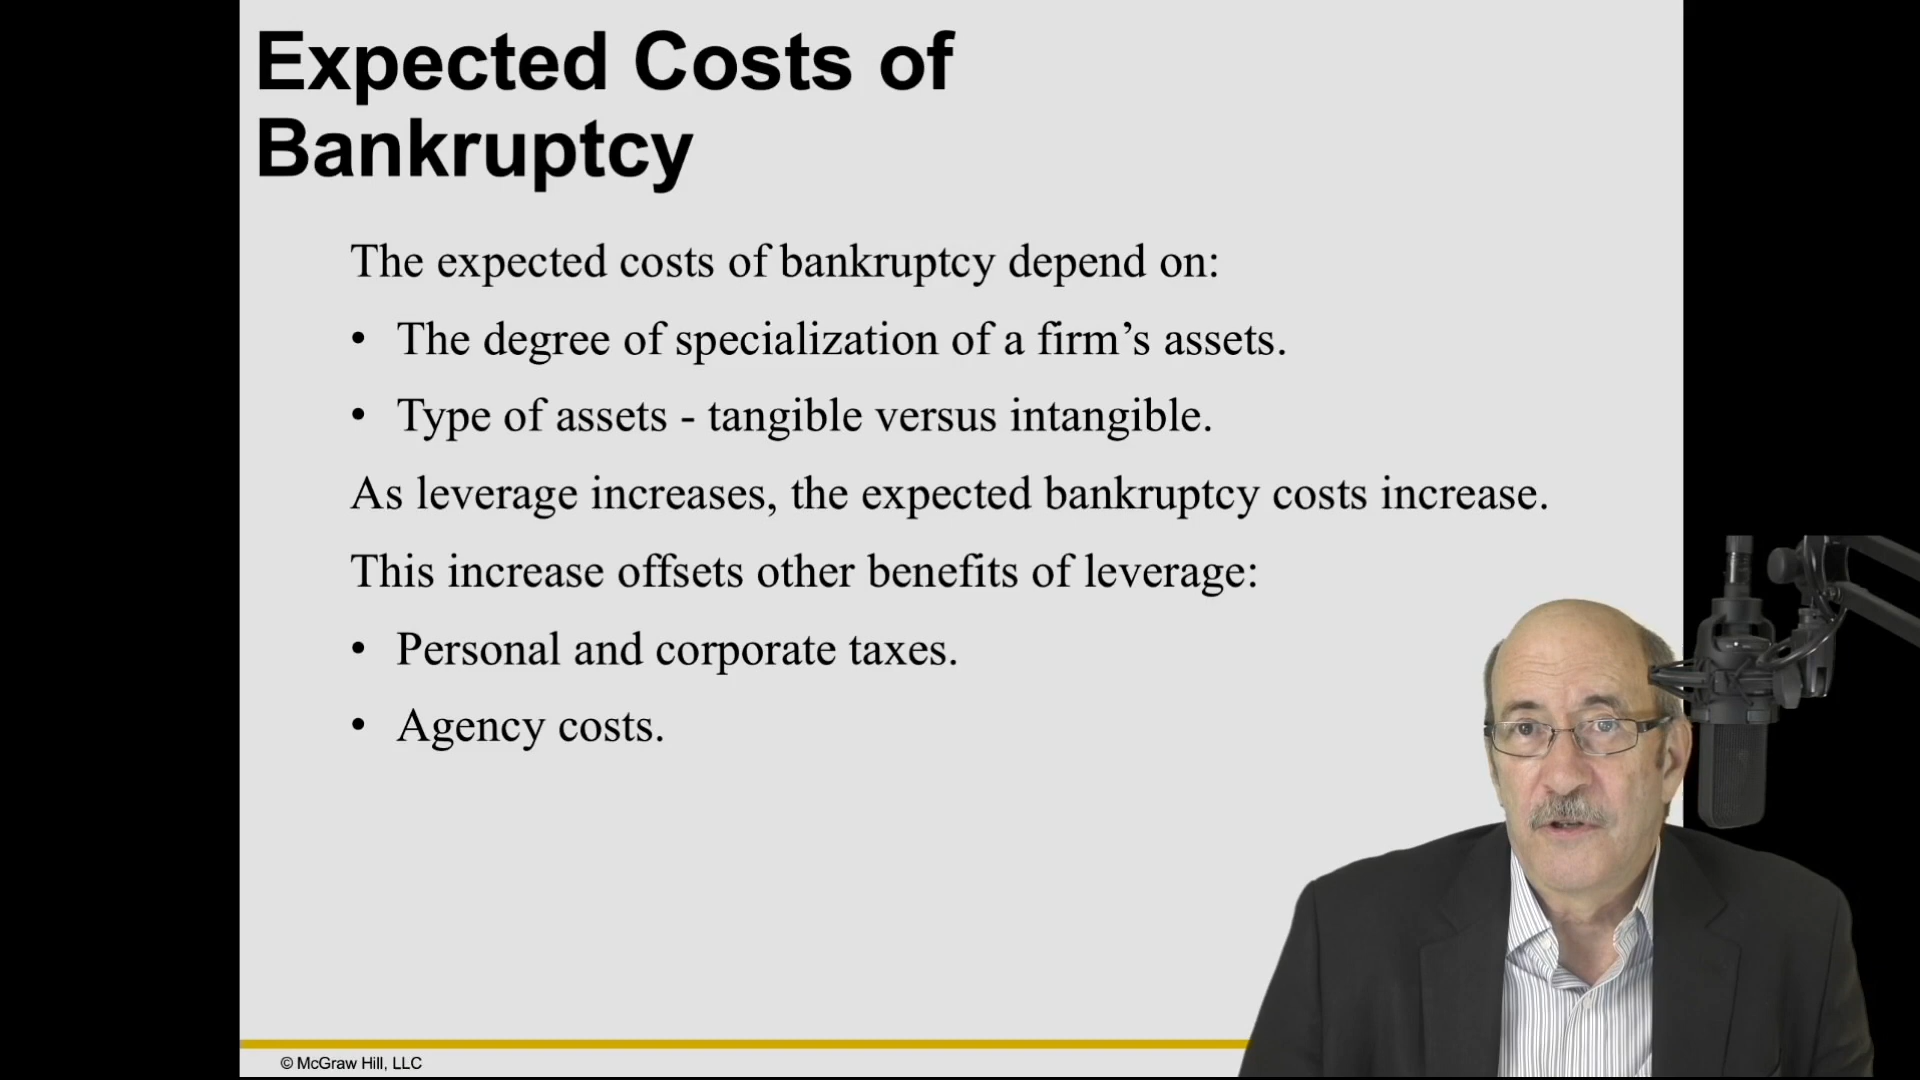 Expected Costs of
Bankruptcy
The expected costs of bankruptcy depend on:
• The degree of specialization of a firm’s assets.
• Type of assets - tangible versus intangible.
As leverage increases, the expected bankruptcy costs increase.
This increase offsets other benefits of leverage:
• Personal and corporate taxes.
• Agency costs.
© McGraw Hill, LLC